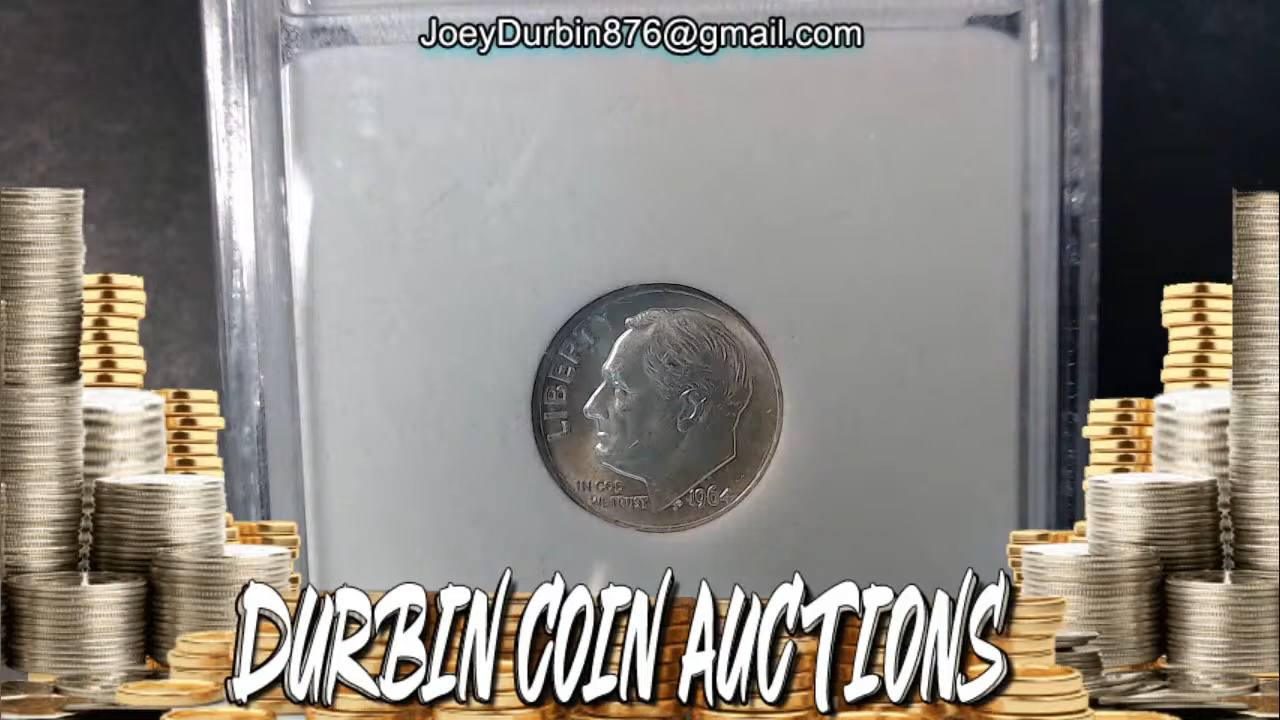 JoeyDurbin876@gmail.com
LIBERTY
IN GOD
WE TRUST
1964
DURBIN COIN AUCTIONS